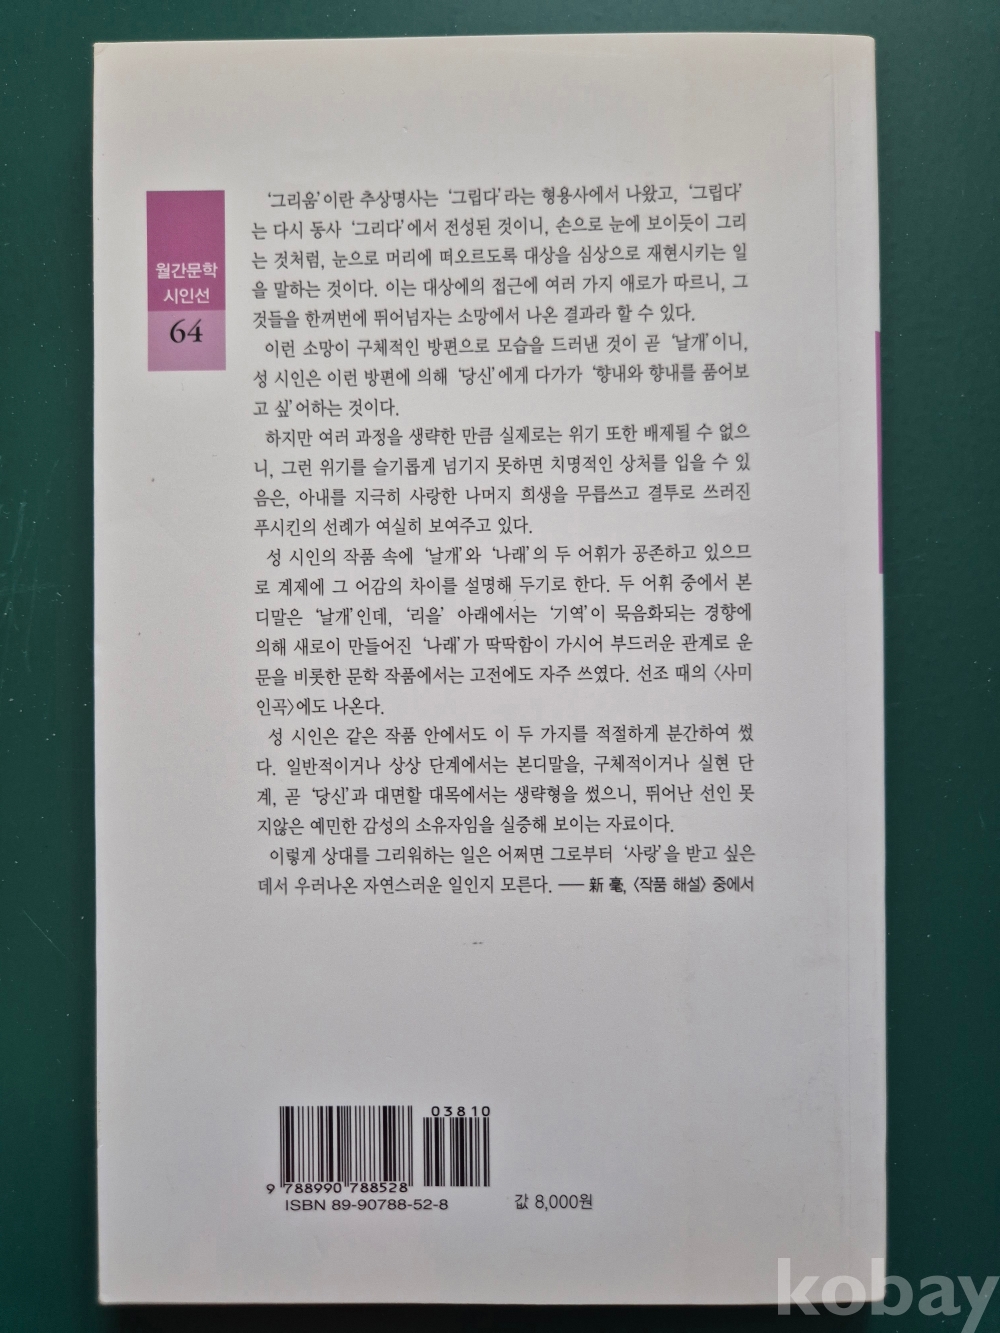 월간문학
시인선
64
'그리움'이란 추상명사는 '그립다'라는 형용사에서 나왔고, '그립다'
는 다시 동사 '그리다'에서 전성된 것이니, 손으로 눈에 보이듯이 그리
는 것처럼, 눈으로 머리에 떠오르도록 대상을 심상으로 재현시키는 일
을 말하는 것이다. 이는 대상에의 접근에 여러 가지 애로가 따르니, 그
것들을 한꺼번에 뛰어넘자는 소망에서 나온 결과라 할 수 있다.
이런 소망이 구체적인 방편으로 모습을 드러낸 것이 곧 '날개'이니,
성 시인은 이런 방편에 의해 '당신'에게 다가가 '향내와 향내를 품어보
고 싶'어하는 것이다.
하지만 여러 과정을 생략한 만큼 실제로는 위기 또한 배제될 수 없으
니, 그런 위기를 슬기롭게 넘기지 못하면 치명적인 상처를 입을 수 있
음은, 아내를 지극히 사랑한 나머지 희생을 무릅쓰고 결투로 쓰러진
푸시킨의 선례가 여실히 보여주고 있다.
성 시인의 작품 속에 '날개'와 '나래'의 두 어휘가 공존하고 있으므
로 계제에 그 어감의 차이를 설명해 두기로 한다. 두 어휘 중에서 본
디말은 '날개'인데, '리을' 아래에서는 '기역'이 묵음화되는 경향에
의해 새로이 만들어진 '나래'가 딱딱함이 가시어 부드러운 관계로 운
문을 비롯한 문학 작품에서는 고전에도 자주 쓰였다. 선조 때의 〈사미
인곡〉에도 나온다.
성 시인은 같은 작품 안에서도 이 두 가지를 적절하게 분간하여 썼
다. 일반적이거나 상상 단계에서는 본디말을, 구체적이거나 실현 단
계, 곧 '당신'과 대면할 대목에서는 생략형을 썼으니, 뛰어난 선인 못
지않은 예민한 감성의 소유자임을 실증해 보이는 자료이다.
이렇게 상대를 그리워하는 일은 어쩌면 그로부터 '사랑'을 받고 싶은
데서 우러나온 자연스러운 일인지 모른다. ── 新 毫, 〈작품 해설〉 중에서
03810
9 788990 788528
ISBN 89-90788-52-8
값 8,000원
kobay